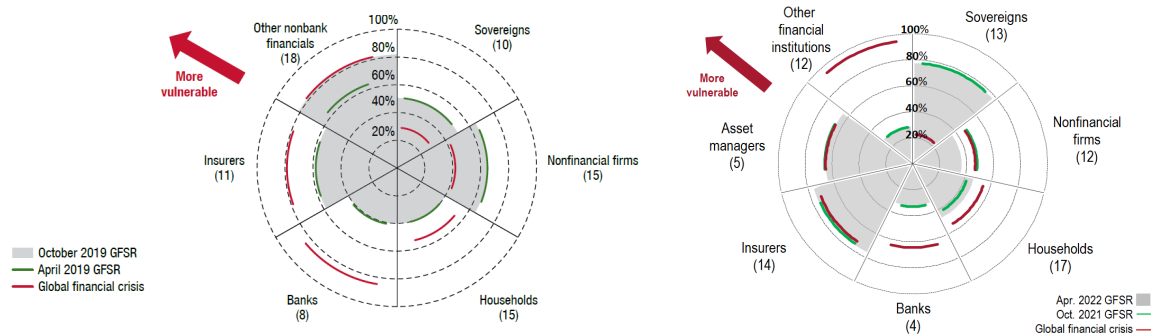 100%
80%
60%
40%
20%
Other nonbank
financials
(18)
Sovereigns
(10)
More
vulnerable
Insurers
(11)
Nonfinancial firms
(15)
Banks
(8)
Households
(15)
October 2019 GFSR
April 2019 GFSR
Global financial crisis
100%
80%
60%
40%
20%
Other
financial
institutions
(12)
Sovereigns
(13)
More
vulnerable
Asset
managers
(5)
Nonfinancial
firms
(12)
Insurers
(14)
Households
(17)
Banks
(4)
Apr. 2022 GFSR
Oct. 2021 GFSR
Global financial crisis